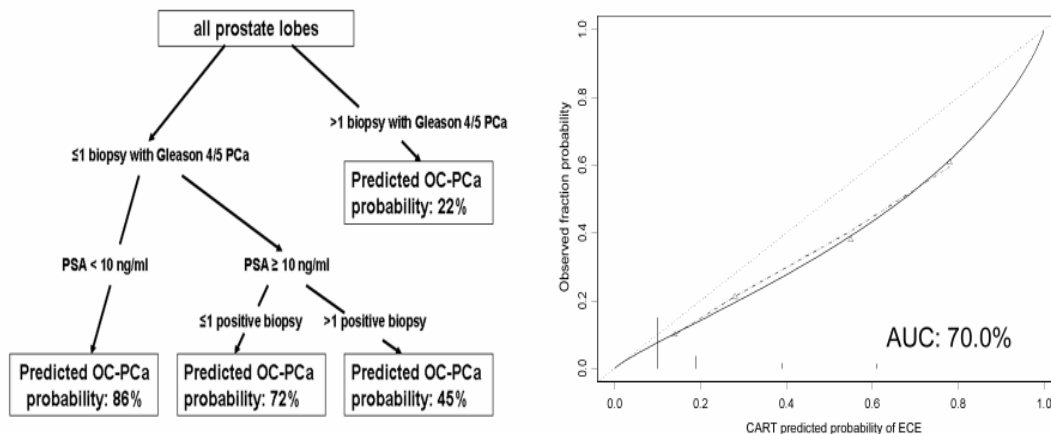 all prostate lobes
>1 biopsy with Gleason 4/5 PCa
≤1 biopsy with Gleason 4/5 PCa
Predicted OC-PCa
probability: 22%
PSA < 10 ng/ml
PSA ≥ 10 ng/ml
≤1 positive biopsy
>1 positive biopsy
Predicted OC-PCa
probability: 86%
Predicted OC-PCa
probability: 72%
Predicted OC-PCa
probability: 45%
Observed fraction probability
1.0
0.8
0.6
0.4
0.2
0.0
AUC: 70.0%
0.0 0.2 0.4 0.6 0.8 1.0
CART predicted probability of ECE